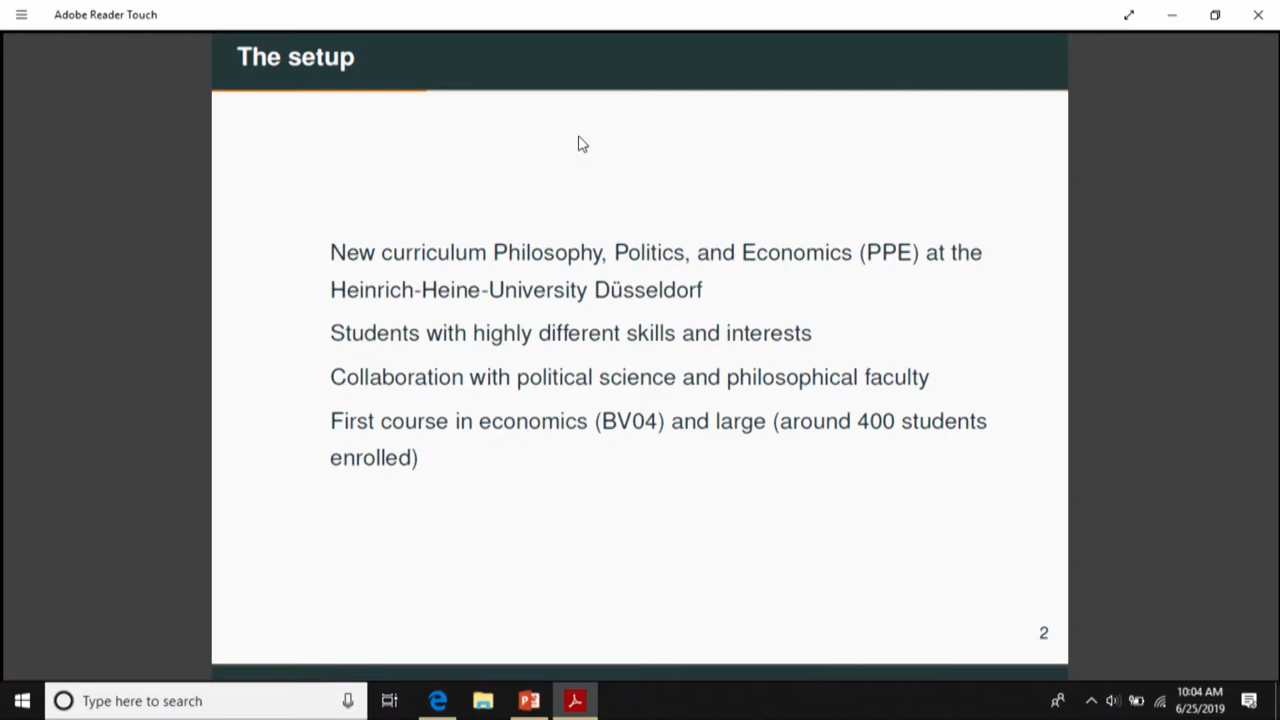 Adobe Reader Touch
The setup
New curriculum Philosophy, Politics, and Economics (PPE) at the
Heinrich-Heine-University Düsseldorf
Students with highly different skills and interests
Collaboration with political science and philosophical faculty
First course in economics (BV04) and large (around 400 students
enrolled)
2
Type here to search
10:04 AM
6/25/2019